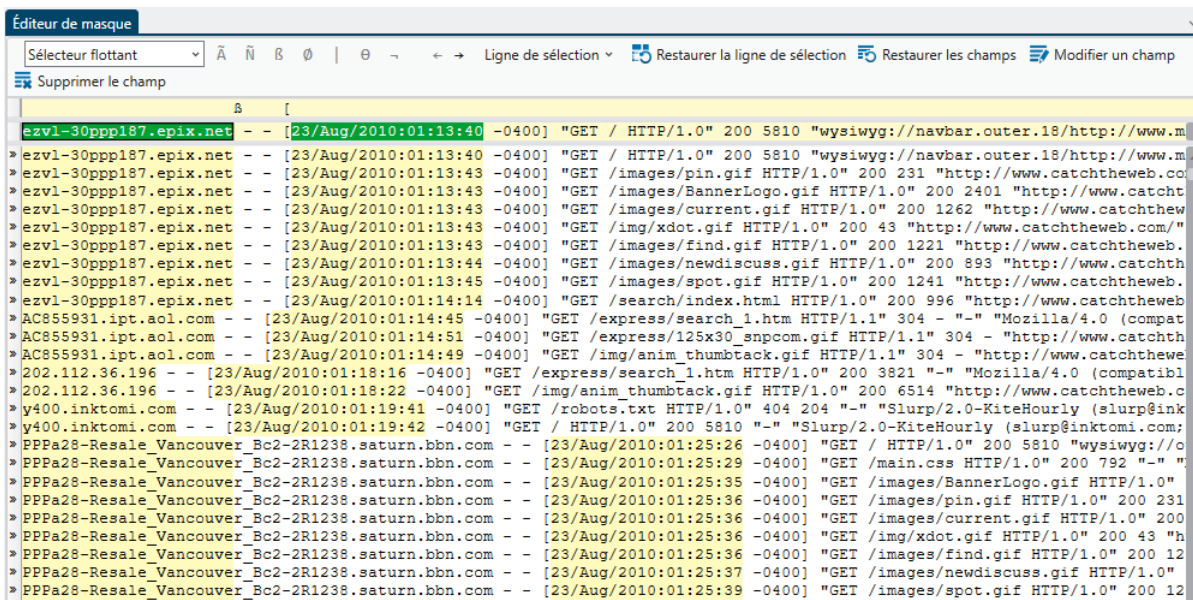 Éditeur de masque
Sélecteur flottant Ã Ñ ß Ø | θ ¬ ← → Ligne de sélection Restaurer la ligne de sélection Restaurer les champs Modifier un champ
Supprimer le champ
ß [
ezvl-30ppp187.epix.net - - [23/Aug/2010:01:13:40 -0400] "GET / HTTP/1.0" 200 5810 "wysiwyg://navbar.outer.18/http://www.m
» ezvl-30ppp187.epix.net - - [23/Aug/2010:01:13:40 -0400] "GET / HTTP/1.0" 200 5810 "wysiwyg://navbar.outer.18/http://www.m
» ezvl-30ppp187.epix.net - - [23/Aug/2010:01:13:43 -0400] "GET /images/pin.gif HTTP/1.0" 200 231 "http://www.catchtheweb.co
» ezvl-30ppp187.epix.net - - [23/Aug/2010:01:13:43 -0400] "GET /images/BannerLogo.gif HTTP/1.0" 200 2401 "http://www.catcht
» ezvl-30ppp187.epix.net - - [23/Aug/2010:01:13:43 -0400] "GET /images/current.gif HTTP/1.0" 200 1262 "http://www.catchthew
» ezvl-30ppp187.epix.net - - [23/Aug/2010:01:13:43 -0400] "GET /img/xdot.gif HTTP/1.0" 200 43 "http://www.catchtheweb.com/"
» ezvl-30ppp187.epix.net - - [23/Aug/2010:01:13:43 -0400] "GET /images/find.gif HTTP/1.0" 200 1221 "http://www.catchtheweb.
» ezvl-30ppp187.epix.net - - [23/Aug/2010:01:13:44 -0400] "GET /images/newdiscuss.gif HTTP/1.0" 200 893 "http://www.catchth
» ezvl-30ppp187.epix.net - - [23/Aug/2010:01:13:45 -0400] "GET /images/spot.gif HTTP/1.0" 200 1241 "http://www.catchtheweb.
» ezvl-30ppp187.epix.net - - [23/Aug/2010:01:14:14 -0400] "GET /search/index.html HTTP/1.0" 200 996 "http://www.catchtheweb
» AC855931.ipt.aol.com - - [23/Aug/2010:01:14:45 -0400] "GET /express/search_1.htm HTTP/1.1" 304 - "-" "Mozilla/4.0 (compat
» AC855931.ipt.aol.com - - [23/Aug/2010:01:14:51 -0400] "GET /express/125x30_snpcom.gif HTTP/1.1" 304 - "http://www.catchth
» AC855931.ipt.aol.com - - [23/Aug/2010:01:14:49 -0400] "GET /img/anim_thumbtack.gif HTTP/1.1" 304 - "http://www.catchthewe
» 202.112.36.196 - - [23/Aug/2010:01:18:16 -0400] "GET /express/search_1.htm HTTP/1.0" 200 3821 "-" "Mozilla/4.0 (compatibl
» 202.112.36.196 - - [23/Aug/2010:01:18:22 -0400] "GET /img/anim_thumbtack.gif HTTP/1.0" 200 6514 "http://www.catchtheweb.c
» y400.inktomi.com - - [23/Aug/2010:01:19:41 -0400] "GET /robots.txt HTTP/1.0" 404 204 "-" "Slurp/2.0-KiteHourly (slurp@ink
» y400.inktomi.com - - [23/Aug/2010:01:19:42 -0400] "GET / HTTP/1.0" 200 5810 "-" "Slurp/2.0-KiteHourly (slurp@inktomi.com;
» PPPa28-Resale_Vancouver_Bc2-2R1238.saturn.bbn.com - - [23/Aug/2010:01:25:26 -0400] "GET / HTTP/1.0" 200 5810 "wysiwyg://o
» PPPa28-Resale_Vancouver_Bc2-2R1238.saturn.bbn.com - - [23/Aug/2010:01:25:29 -0400] "GET /main.css HTTP/1.0" 200 792 "-"
» PPPa28-Resale_Vancouver_Bc2-2R1238.saturn.bbn.com - - [23/Aug/2010:01:25:35 -0400] "GET /images/BannerLogo.gif HTTP/1.0"
» PPPa28-Resale_Vancouver_Bc2-2R1238.saturn.bbn.com - - [23/Aug/2010:01:25:36 -0400] "GET /images/pin.gif HTTP/1.0" 200 231
» PPPa28-Resale_Vancouver_Bc2-2R1238.saturn.bbn.com - - [23/Aug/2010:01:25:36 -0400] "GET /images/current.gif HTTP/1.0" 200
» PPPa28-Resale_Vancouver_Bc2-2R1238.saturn.bbn.com - - [23/Aug/2010:01:25:36 -0400] "GET /img/xdot.gif HTTP/1.0" 200 43 "h
» PPPa28-Resale_Vancouver_Bc2-2R1238.saturn.bbn.com - - [23/Aug/2010:01:25:36 -0400] "GET /images/find.gif HTTP/1.0" 200 12
» PPPa28-Resale_Vancouver_Bc2-2R1238.saturn.bbn.com - - [23/Aug/2010:01:25:37 -0400] "GET /images/newdiscuss.gif HTTP/1.0"
» PPPa28-Resale_Vancouver_Bc2-2R1238.saturn.bbn.com - - [23/Aug/2010:01:25:39 -0400] "GET /images/spot.gif HTTP/1.0" 200 12